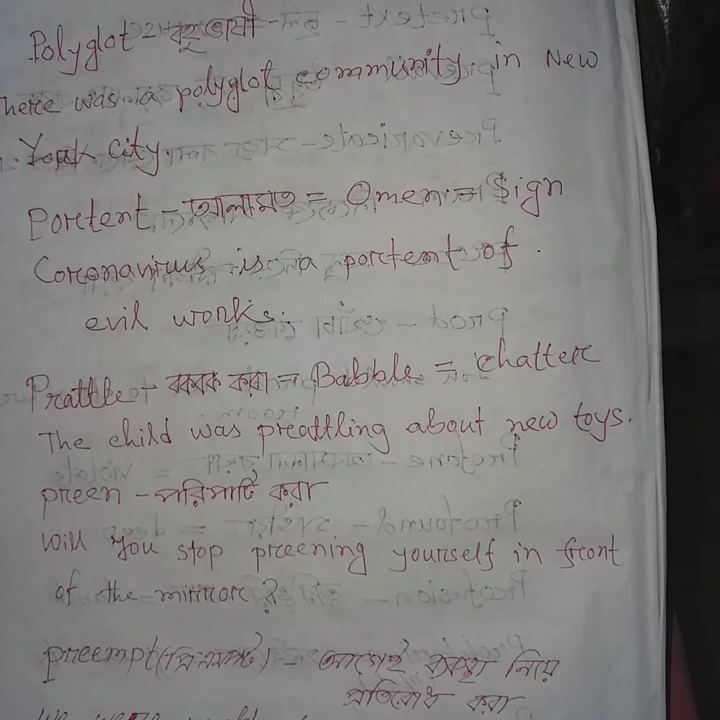 Polyglot - বহুভাষী
There was a polyglot community in New
York City.
Portent - আলামত = Omen = Sign
Coronavirus is a portent of
evil works.
Prattle - বকবক করা = Babble = chatter
The child was prattling about new toys.
preen - পরিপাটি করা
will you stop preening yourself in front
of the mirror?
preempt (প্রিএমপ্ট) - আগেই ব্যবস্থা নিয়ে
প্রতিরোধ করা